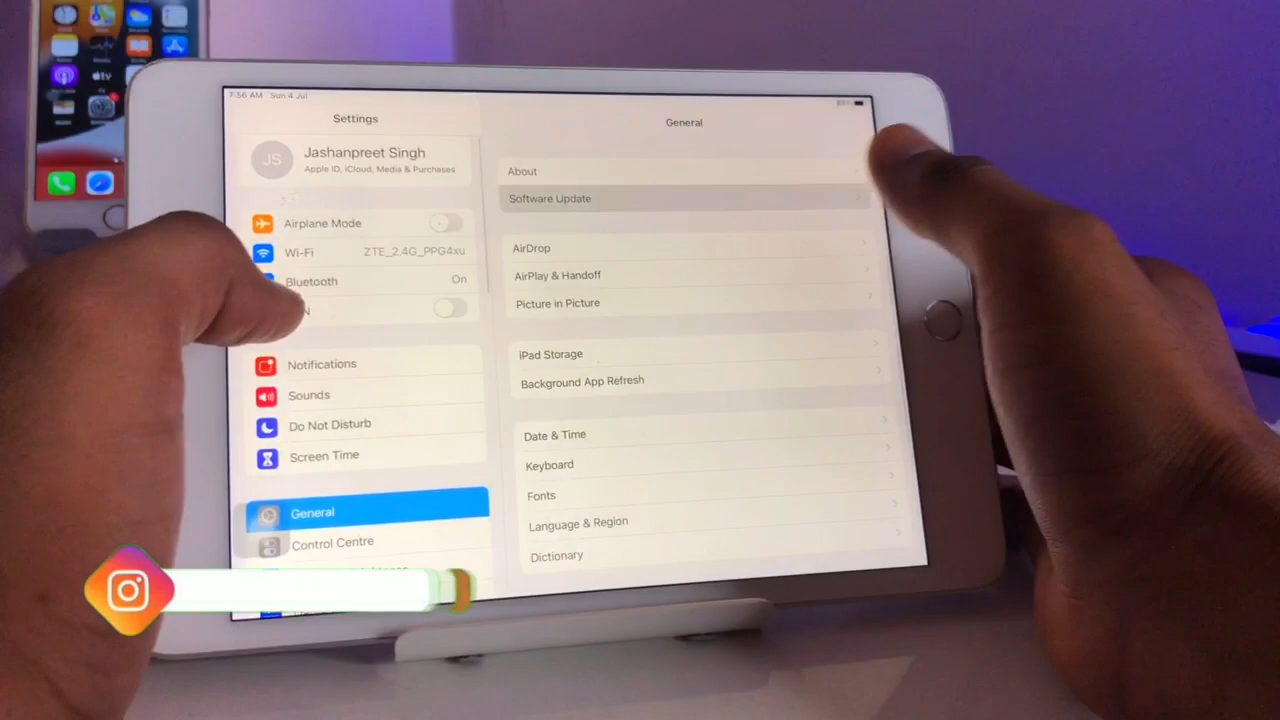 7:56 AM Sun 4 Jul
Settings
JS
Jashanpreet Singh
Apple ID, iCloud, Media & Purchases
Airplane Mode
Wi-Fi ZTE_2.4G_PPG4xu
Bluetooth On
N
Notifications
Sounds
Do Not Disturb
Screen Time
General
Control Centre
General
About
Software Update
AirDrop
AirPlay & Handoff
Picture in Picture
iPad Storage
Background App Refresh
Date & Time
Keyboard
Fonts
Language & Region
Dictionary
tv